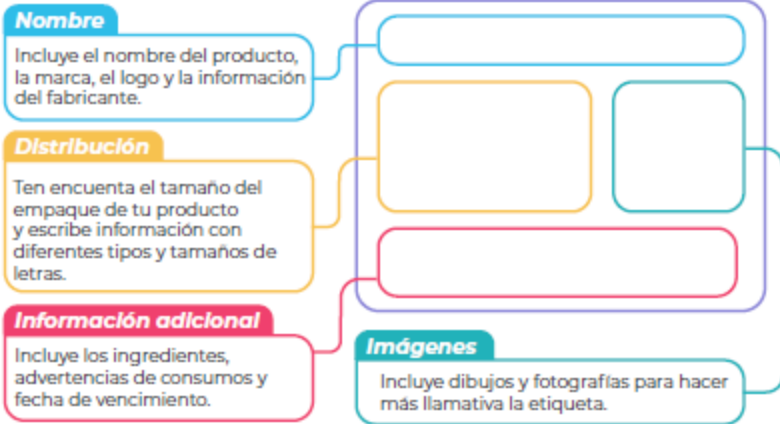 Nombre
Incluye el nombre del producto,
la marca, el logo y la información
del fabricante.
Distribución
Ten encuenta el tamaño del
empaque de tu producto
y escribe información con
diferentes tipos y tamaños de
letras.
Información adicional
Incluye los ingredientes,
advertencias de consumos y
fecha de vencimiento.
Imágenes
Incluye dibujos y fotografías para hacer
más llamativa la etiqueta.